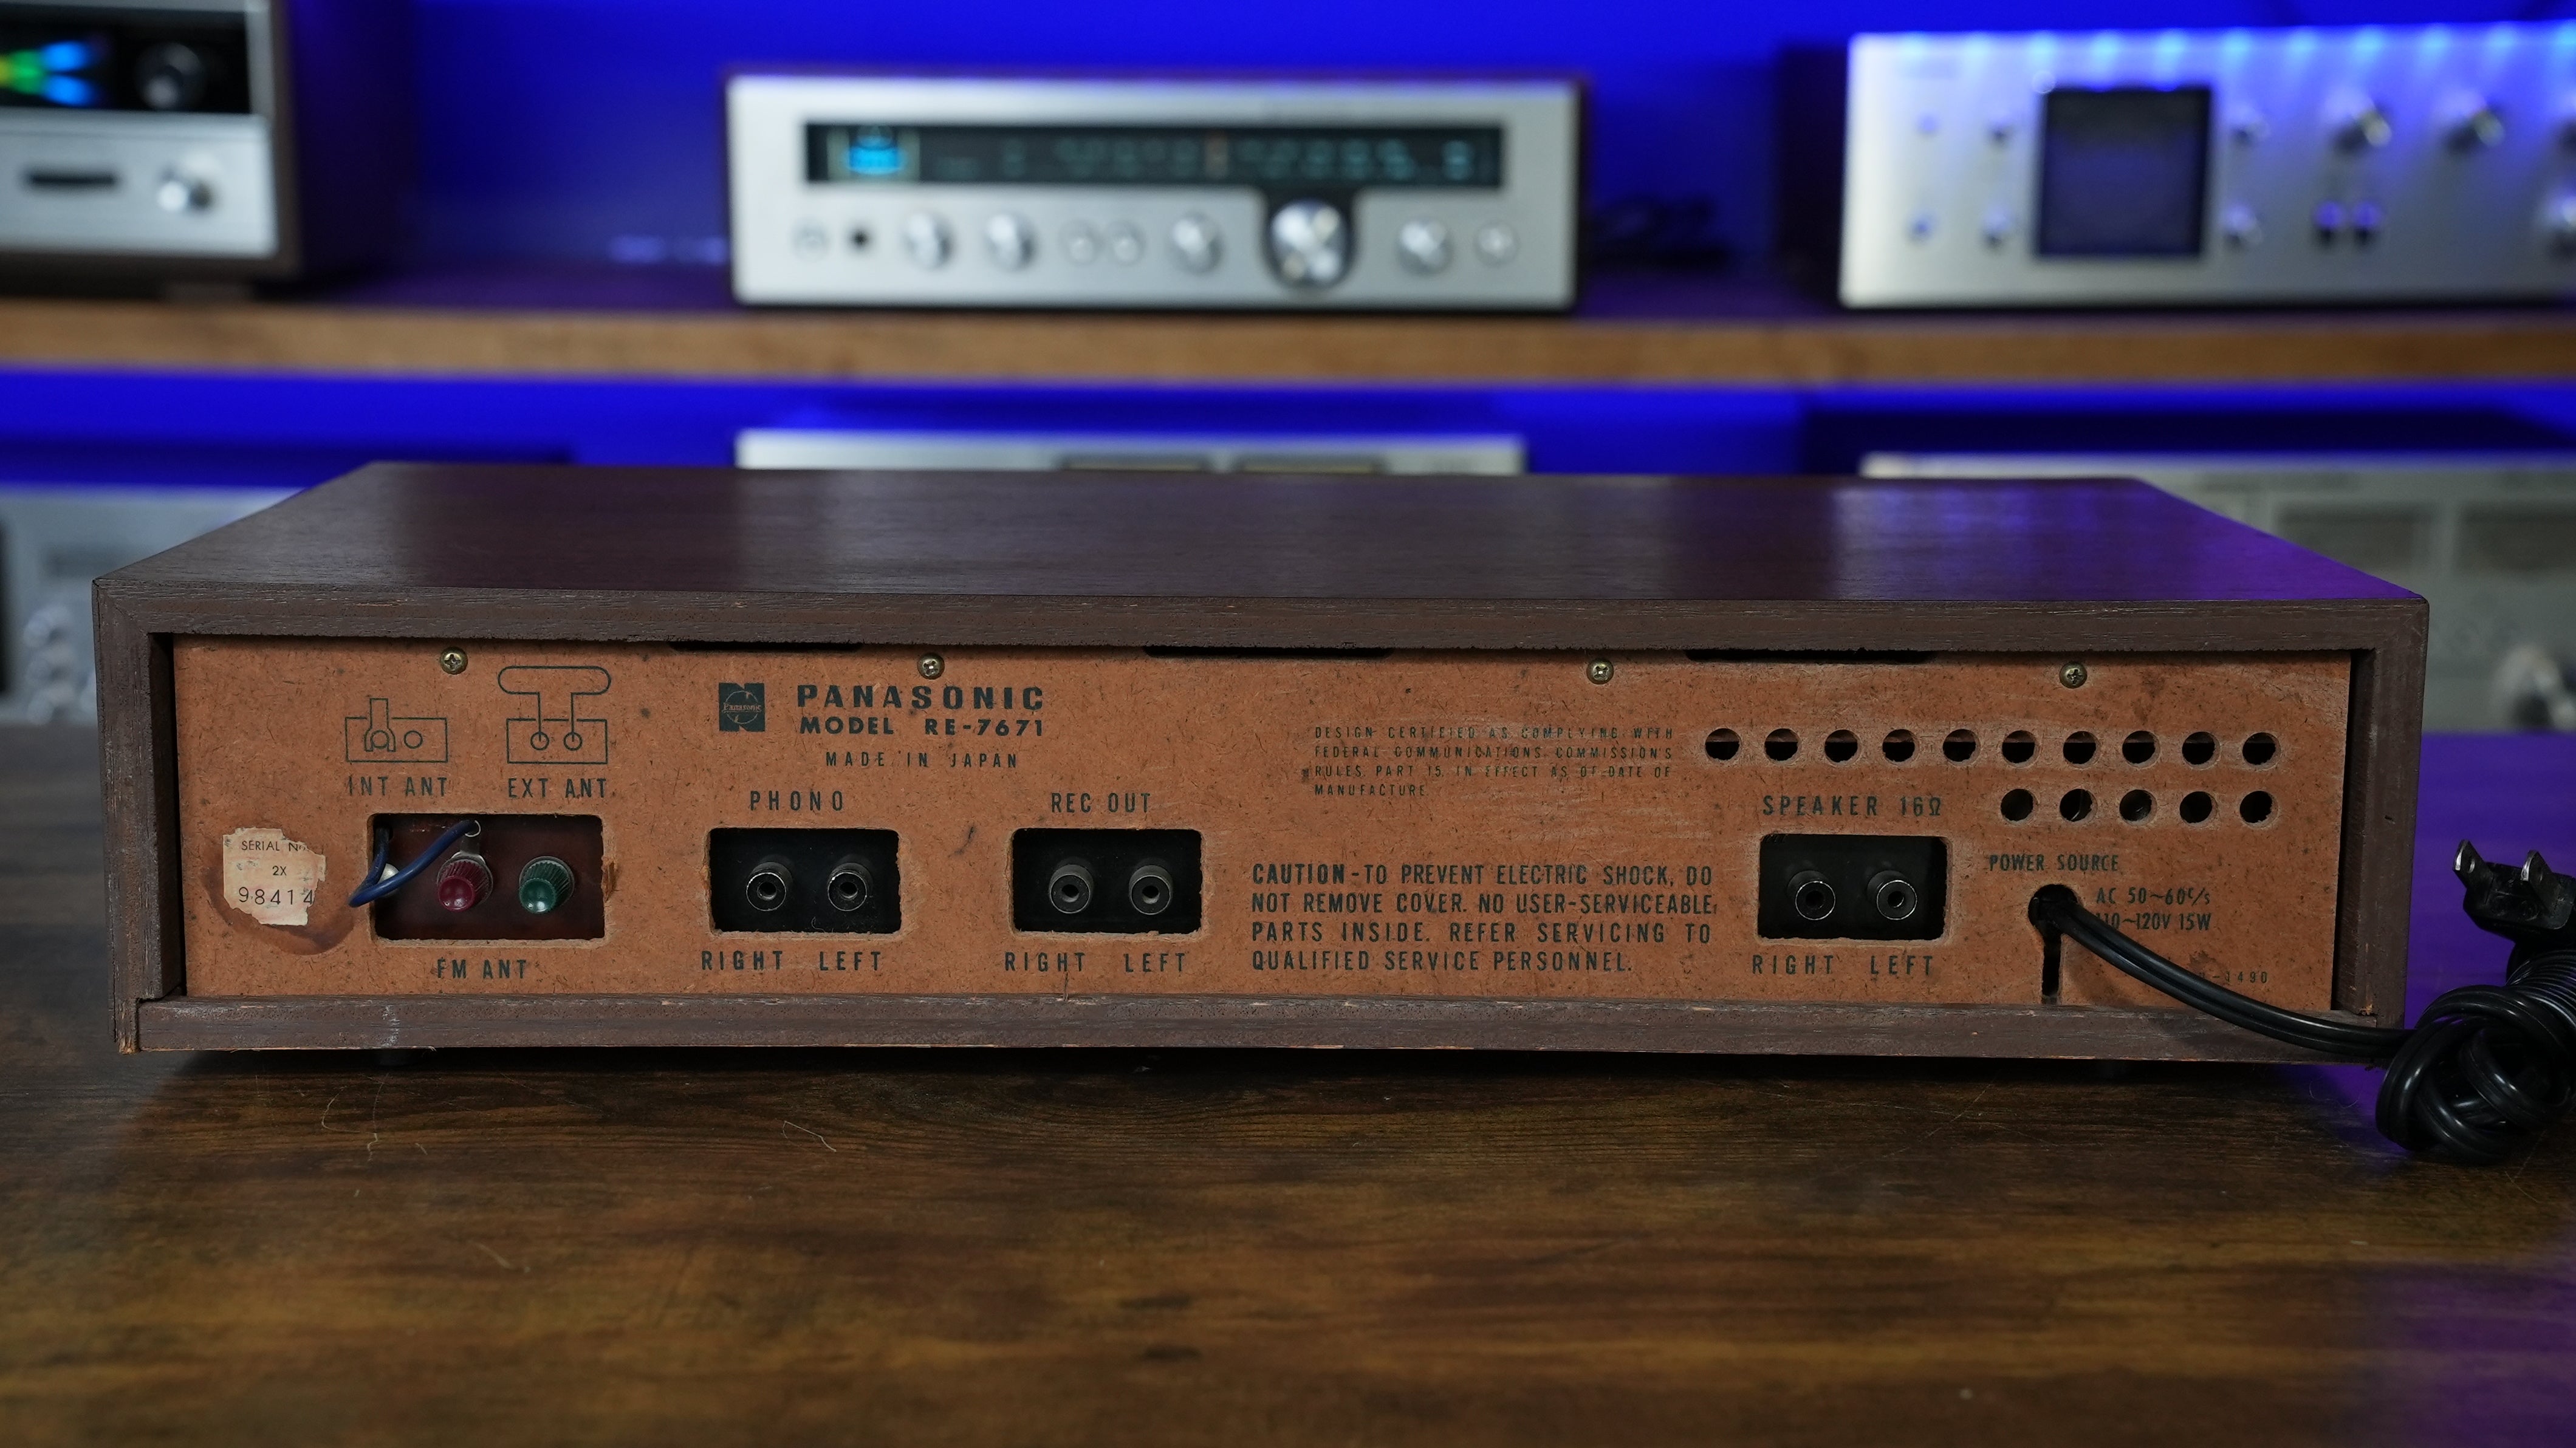 PANASONIC
MODEL RE-7671
MADE IN JAPAN
INT ANT
EXT ANT
FM ANT
SERIAL
2X
98414
PHONO
RIGHT LEFT
REC OUT
RIGHT LEFT
DESIGN CERTIFIED AS COMPLYING WITH
FEDERAL COMMUNICATIONS COMMISSION'S
RULES, PART 15, IN EFFECT AS OF DATE OF
MANUFACTURE.
CAUTION-TO PREVENT ELECTRIC SHOCK, DO
NOT REMOVE COVER. NO USER-SERVICEABLE
PARTS INSIDE. REFER SERVICING TO
QUALIFIED SERVICE PERSONNEL.
SPEAKER 16Ω
RIGHT LEFT
POWER SOURCE
AC 50~60c/s
110~120V 15W